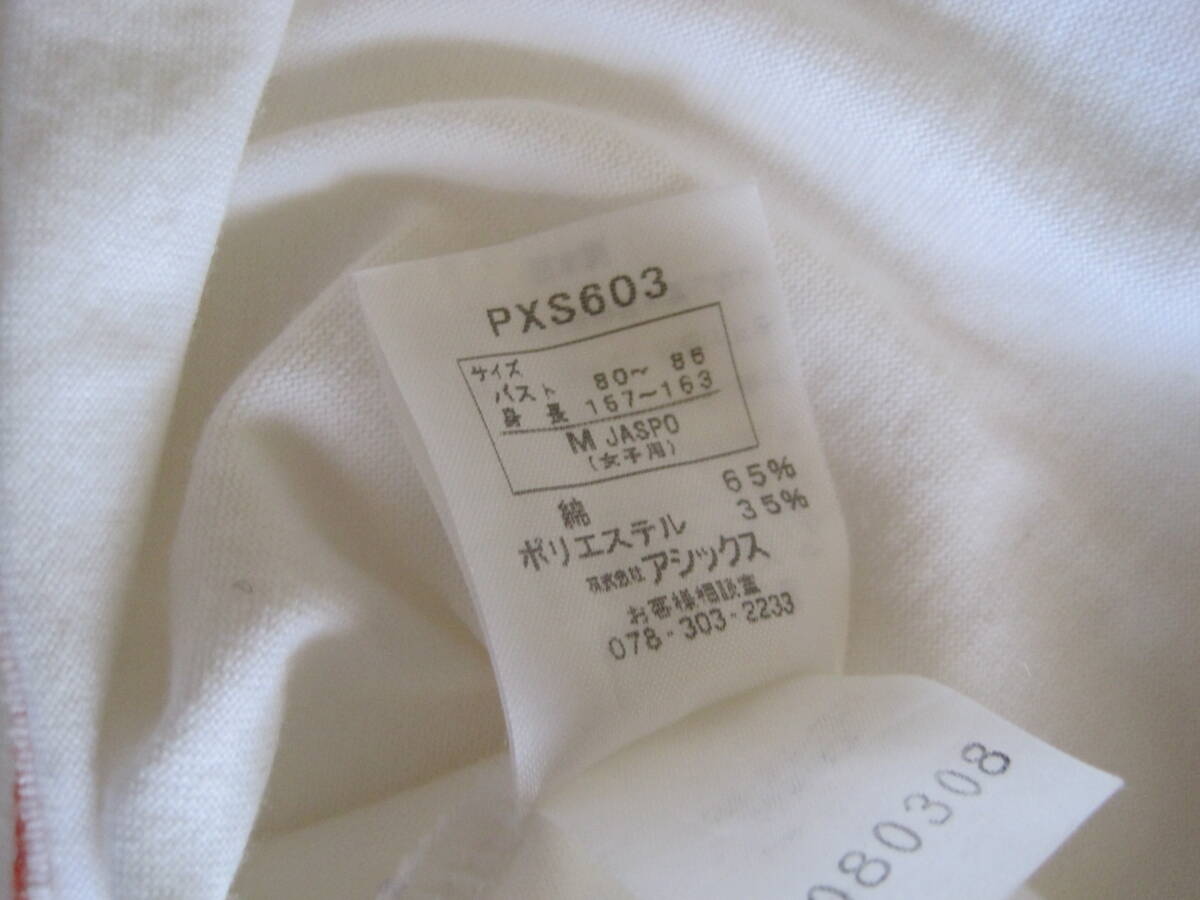 PXS603
サイズ
バスト 80～86
身長 157～163
M JASPO
(女子用)
綿 65%
ポリエステル 35%
株式会社アシックス
お客様相談室
078-303-2233
080308